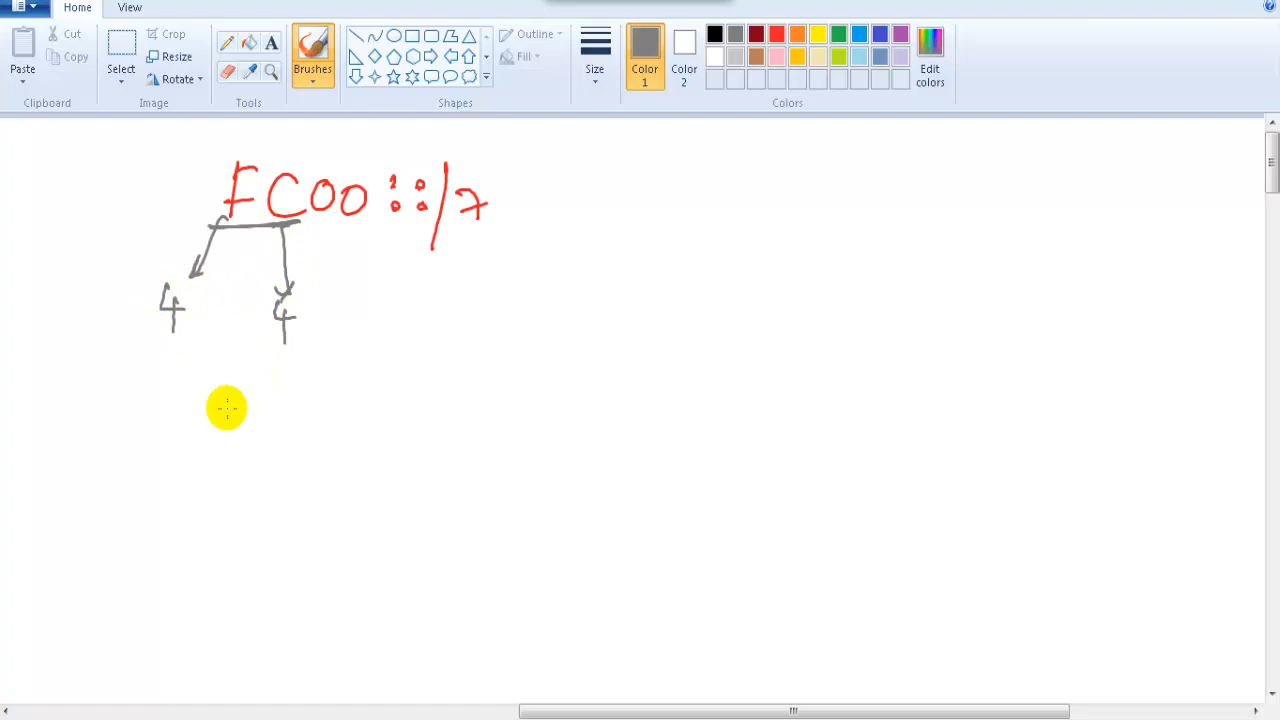 Home View
Paste Cut Copy Select Resize Rotate A Brushes Outline Fill Size Color 1 Color 2 Edit colors
Clipboard Image Tools Shapes Colors
FC00 ::/7
4 4